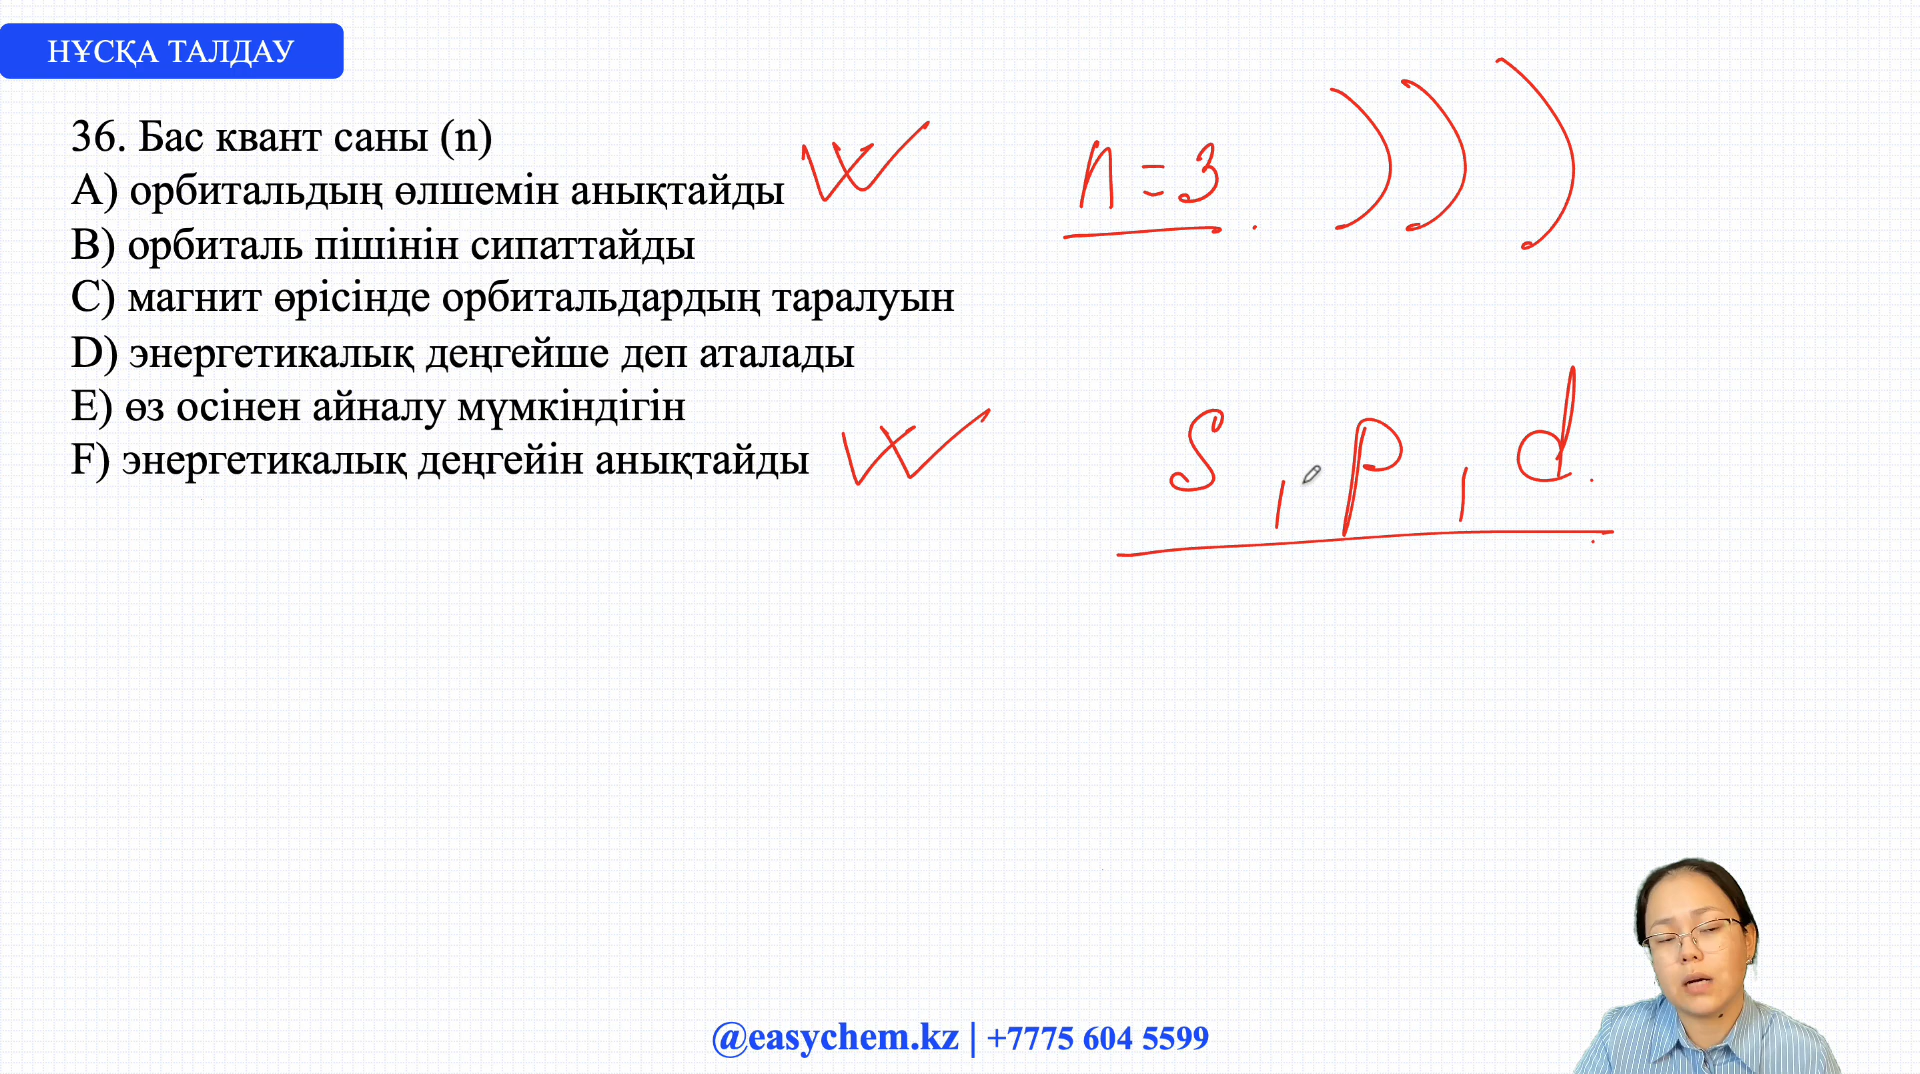 НҰСҚА ТАЛДАУ
36. Бас квант саны (n)
A) орбитальдың өлшемін анықтайды
B) орбиталь пішінін сипаттайды
C) магнит өрісінде орбитальдардың таралуын
D) энергетикалық деңгейше деп аталады
E) өз осінен айналу мүмкіндігін
F) энергетикалық деңгейін анықтайды
n = 3 . ) ) )
s , p , d .
@easychem.kz | +7775 604 5599